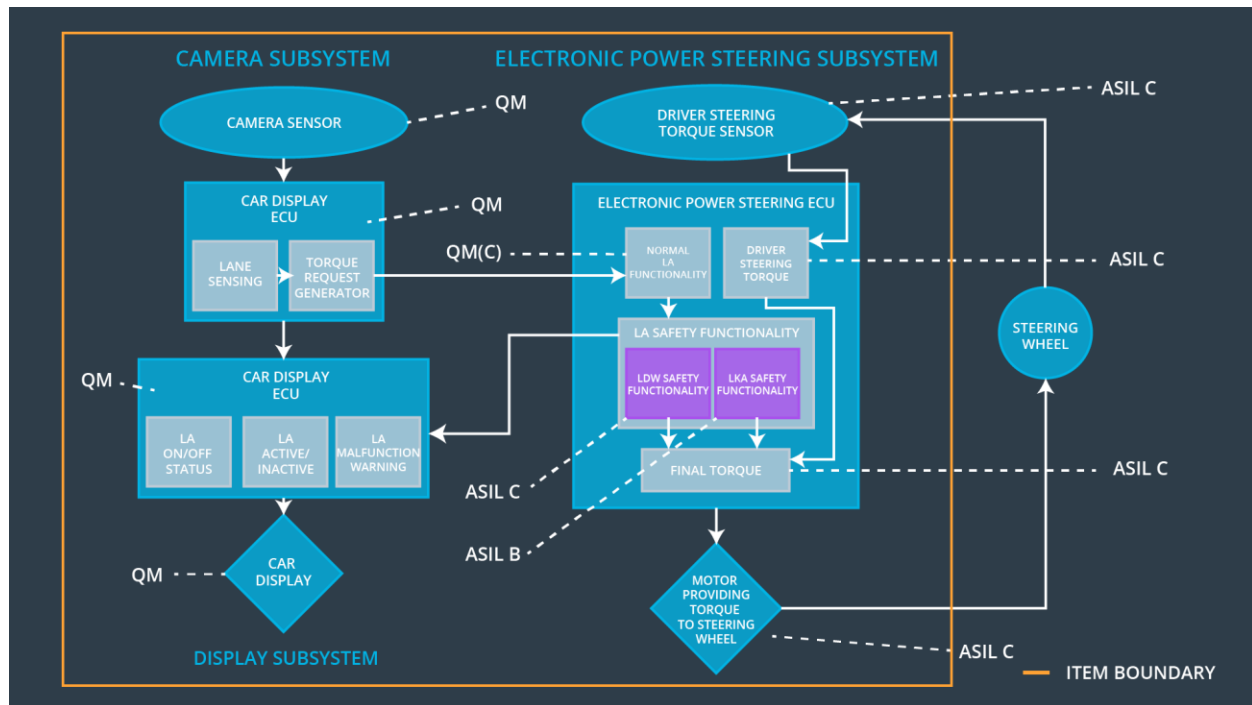 CAMERA SUBSYSTEM
ELECTRONIC POWER STEERING SUBSYSTEM
CAMERA SENSOR
QM
DRIVER STEERING
TORQUE SENSOR
ASIL C
CAR DISPLAY
ECU
QM
LANE
SENSING
TORQUE
REQUEST
GENERATOR
ELECTRONIC POWER STEERING ECU
QM(C)
NORMAL
LA
FUNCTIONALITY
DRIVER
STEERING
TORQUE
ASIL C
LA SAFETY FUNCTIONALITY
LDW SAFETY
FUNCTIONALITY
LKA SAFETY
FUNCTIONALITY
STEERING
WHEEL
QM
CAR DISPLAY
ECU
LA
ON/OFF
STATUS
LA
ACTIVE/
INACTIVE
LA
MALFUNCTION
WARNING
FINAL TORQUE
ASIL C
ASIL C
ASIL B
QM
CAR
DISPLAY
MOTOR
PROVIDING
TORQUE
TO STEERING
WHEEL
ASIL C
DISPLAY SUBSYSTEM
ITEM BOUNDARY